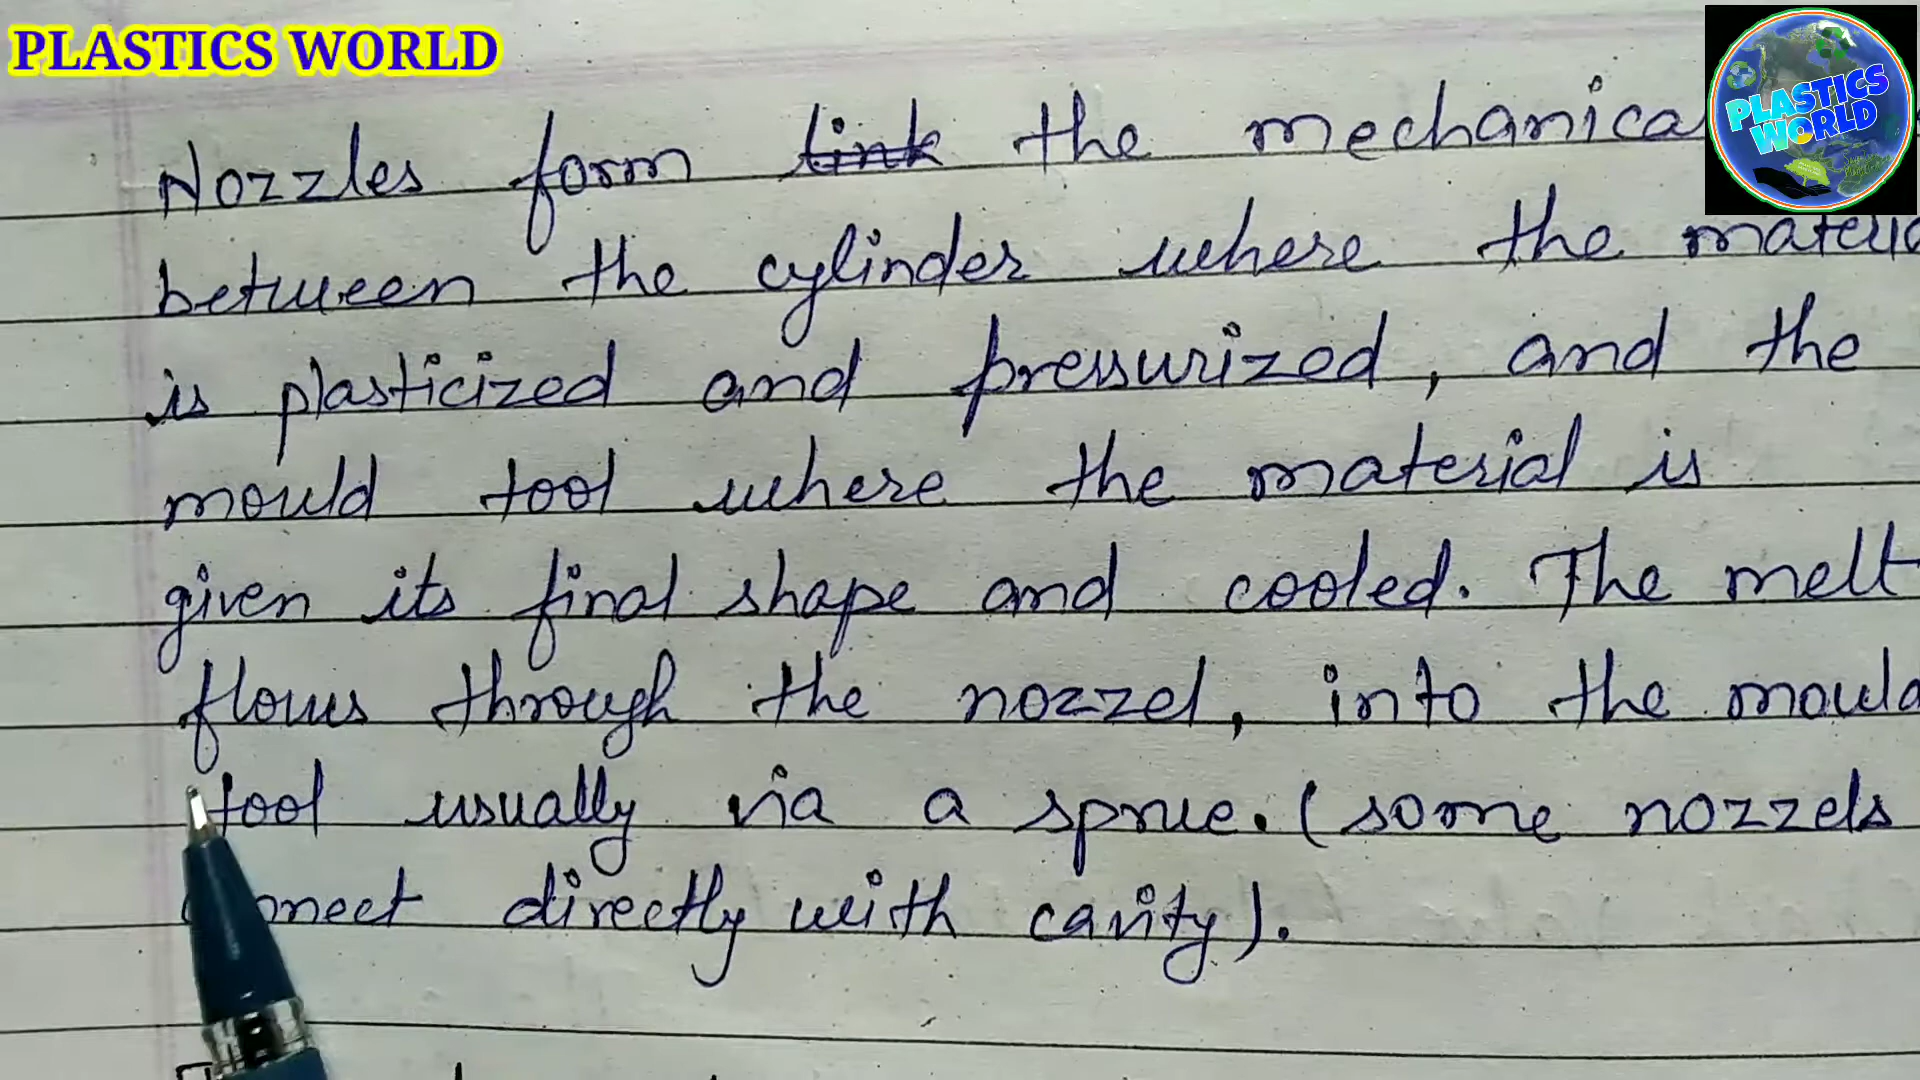 PLASTICS WORLD
PLASTICS WORLD
Nozzles form the mechanica
between the cylinder where the materia
is plasticized and pressurized, and the
mould tool where the material is
given its final shape and cooled. The melt
flows through the nozzel, into the mould
tool usually via a sprue. (some nozzels
directly with cavity).